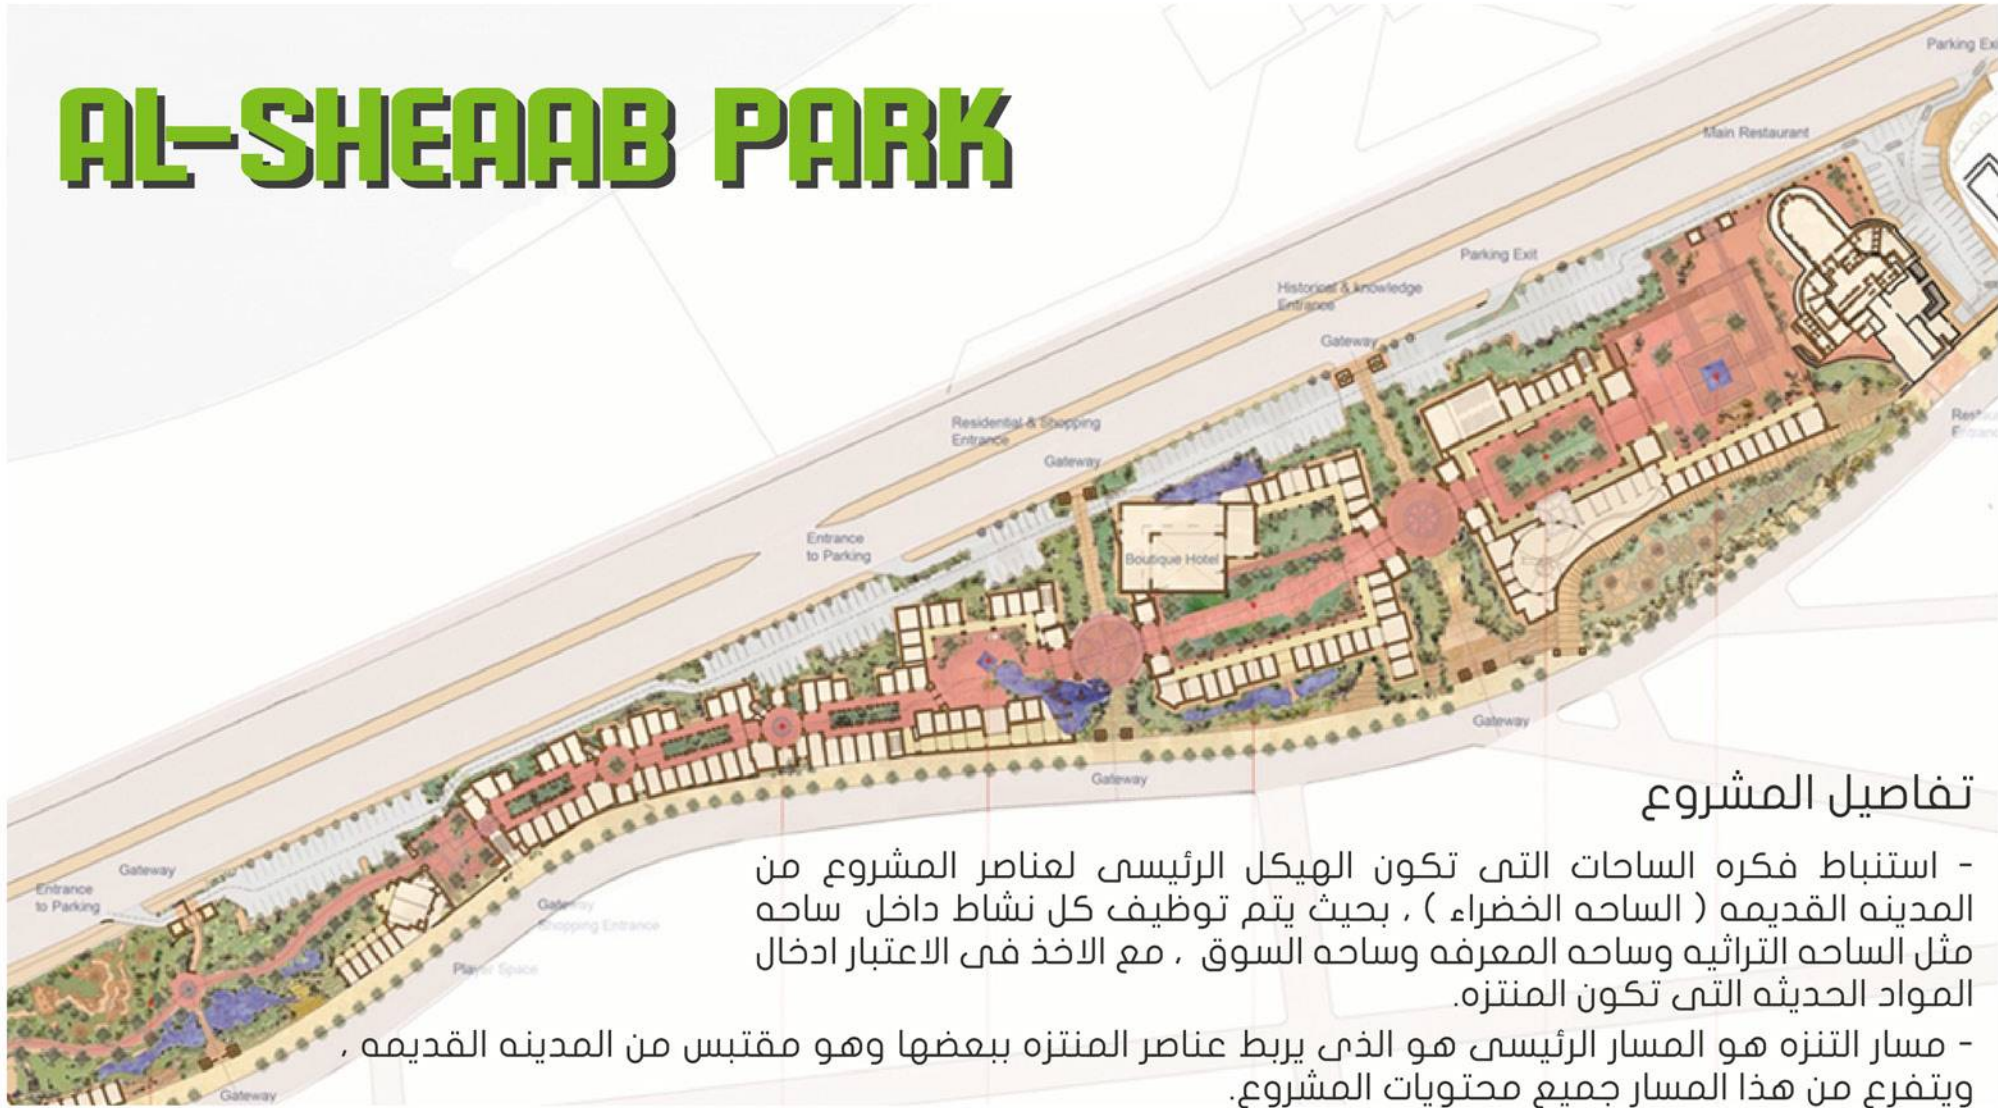 AL-SHEAAB PARK
Parking Exi
Main Restaurant
Parking Exit
Historical & knowledge
Entrance
Gateway
Residential & Shopping
Entrance
Gateway
Entrance
to Parking
Boutique Hotel
Gateway
Gateway
Gateway
Entrance
to Parking
Gateway
Shopping Entrance
Player Space
Gateway
تفاصيل المشروع
- استنباط فكره الساحات التى تكون الهيكل الرئيسى لعناصر المشروع من
المدينه القديمه ( الساحه الخضراء ) ، بحيث يتم توظيف كل نشاط داخل ساحه
مثل الساحه التراثيه وساحه المعرفه وساحه السوق ، مع الاخذ فى الاعتبار ادخال
المواد الحديثه التى تكون المنتزه.
- مسار التنزه هو المسار الرئيسى هو الذى يربط عناصر المنتزه ببعضها وهو مقتبس من المدينه القديمه ،
ويتفرع من هذا المسار جميع محتويات المشروع.